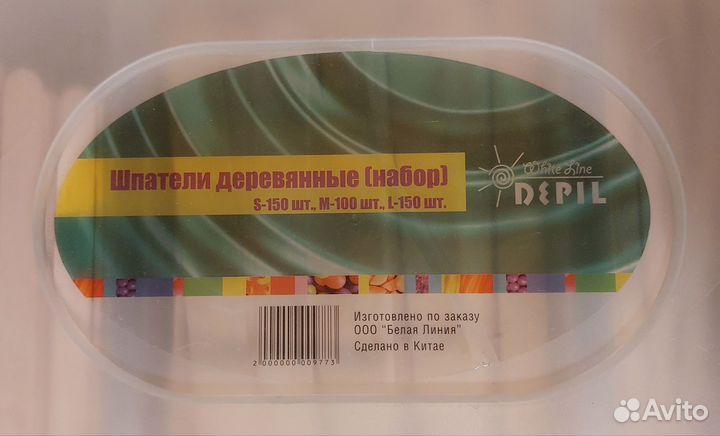 Шпатели деревянные (набор)
S-150 шт., M-100 шт., L-150 шт.
White Line
DEPIL
Изготовлено по заказу
ООО "Белая Линия"
Сделано в Китае
2 000000 009773
Avito